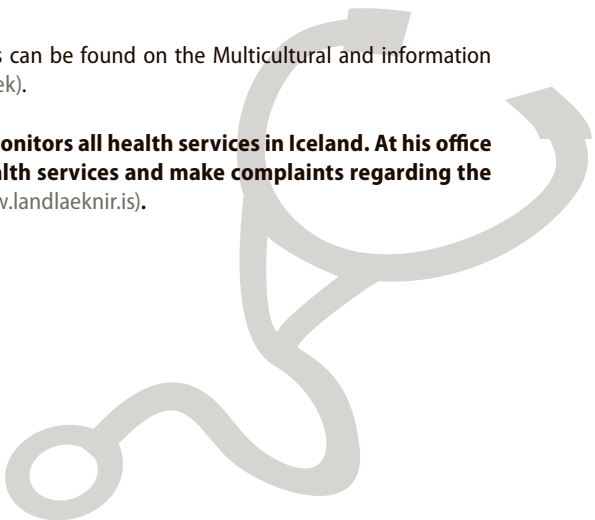 s can be found on the Multicultural and information
ek).
onitors all health services in Iceland. At his office
alth services and make complaints regarding the
w.landlaeknir.is).